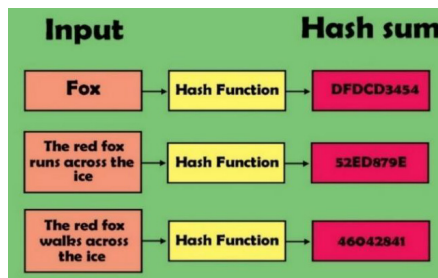 Input Hash sum
Fox Hash Function DFDCD3454
The red fox
runs across the
ice
Hash Function 52ED879E
The red fox
walks across
the ice
Hash Function 46042841